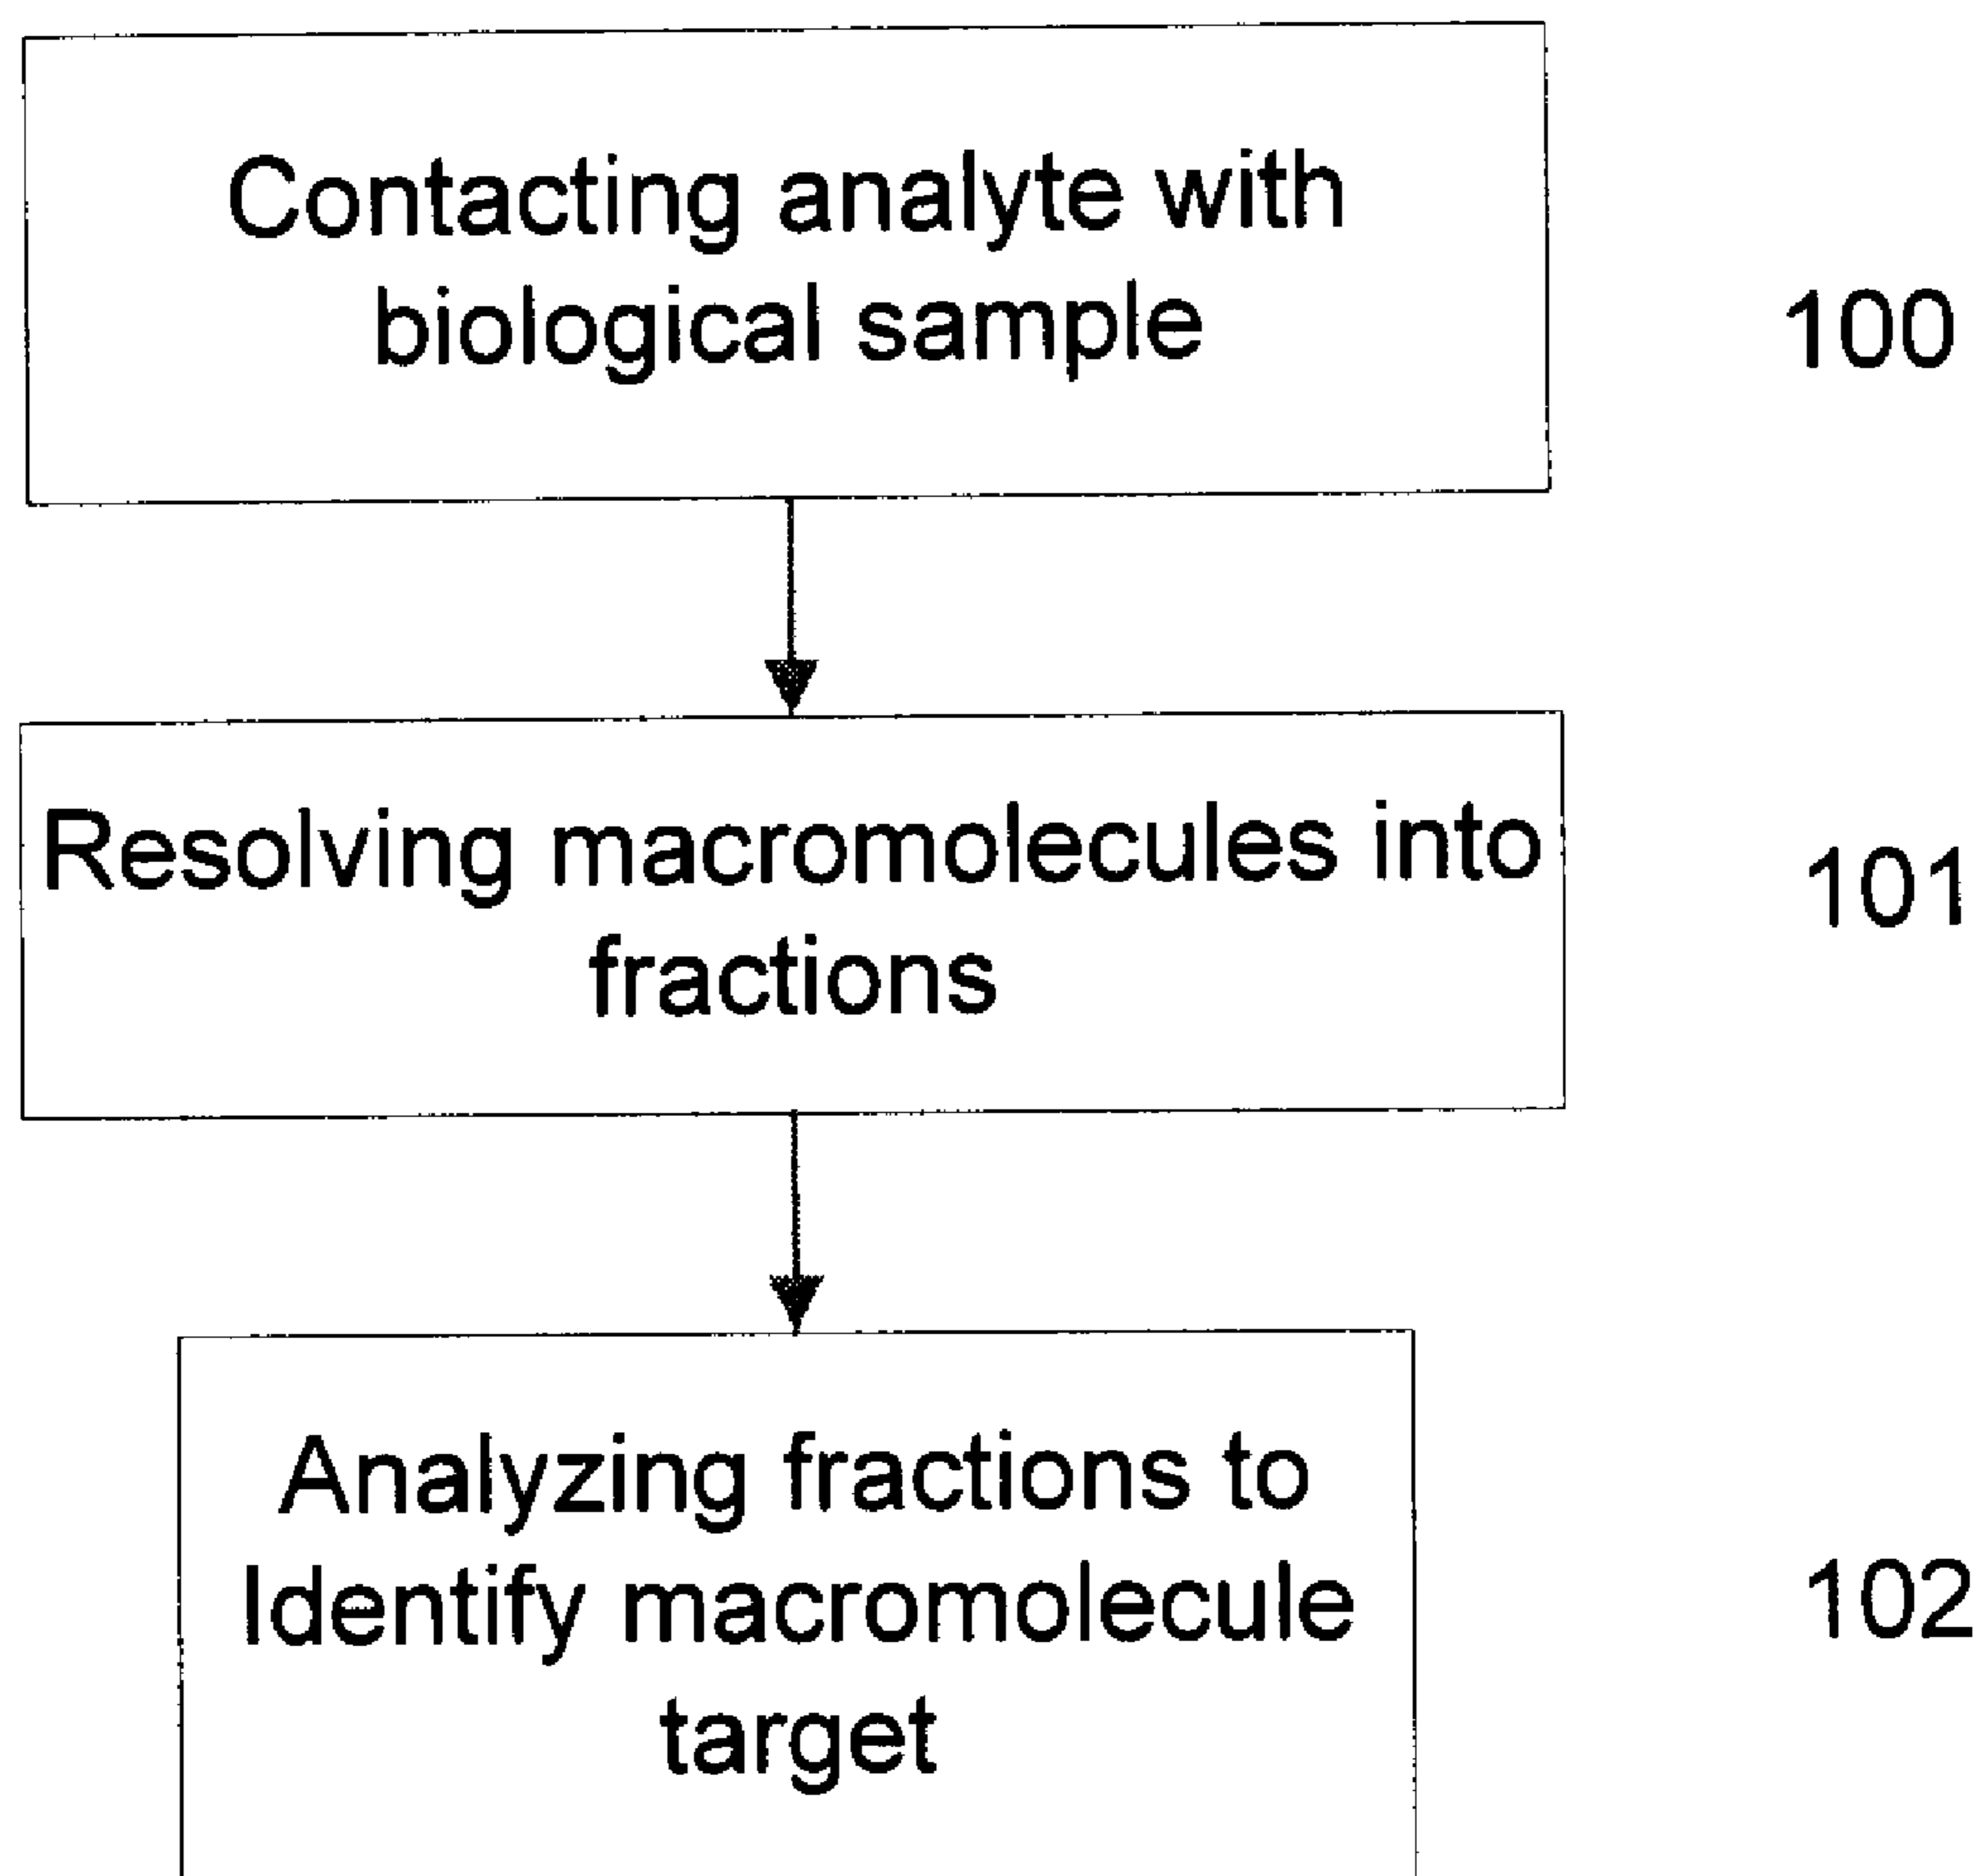 Contacting analyte with
biological sample
100
Resolving macromolecules into
fractions
101
Analyzing fractions to
Identify macromolecule
target
102